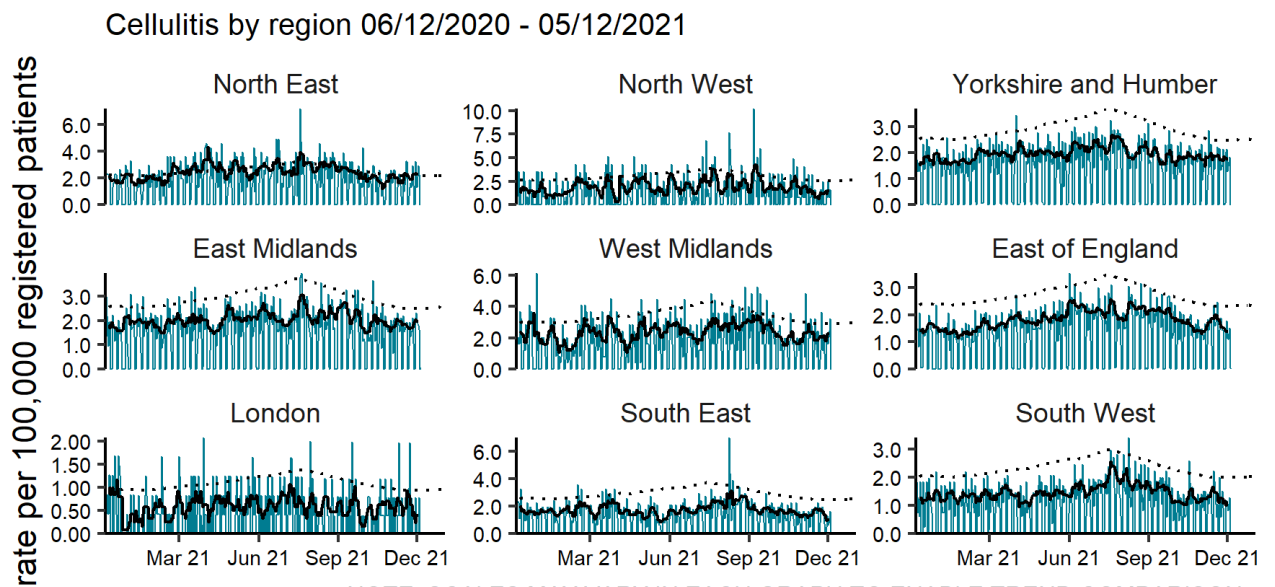 Cellulitis by region 06/12/2020 - 05/12/2021
rate per 100,000 registered patients
North East
North West
Yorkshire and Humber
6.0
4.0
2.0
0.0
10.0
7.5
5.0
2.5
0.0
3.0
2.0
1.0
0.0
East Midlands
West Midlands
East of England
3.0
2.0
1.0
0.0
6.0
4.0
2.0
0.0
3.0
2.0
1.0
0.0
London
South East
South West
2.00
1.50
1.00
0.50
0.00
6.0
4.0
2.0
0.0
3.0
2.0
1.0
0.0
Mar 21 Jun 21 Sep 21 Dec 21
Mar 21 Jun 21 Sep 21 Dec 21
Mar 21 Jun 21 Sep 21 Dec 21